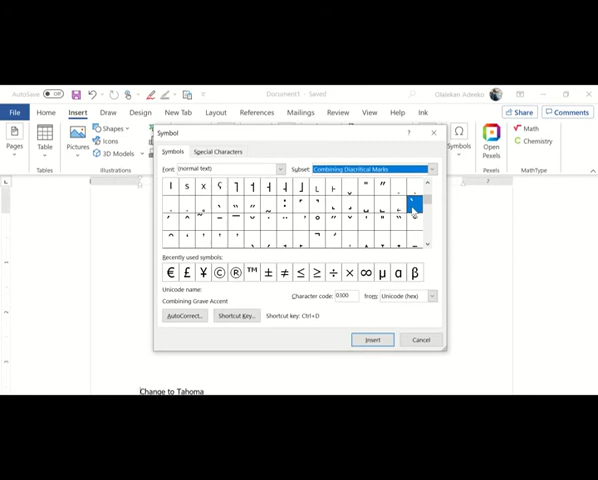 AutoSave Off Document1 - Saved Olalekan Adeeko
File Home Insert Draw Design New Tab Layout References Mailings Review View Help Ink Share Comments
Pages Table Pictures Shapes Icons 3D Models Symbols Open Pexels Math Chemistry
Tables Illustrations MathType
Symbol ?
Symbols Special Characters
Font: (normal text) Subset: Combining Diacritical Marks
Recently used symbols:
€ £ ¥ © ® ™ ± ≠ ≤ ≥ ÷ × ∞ µ α β
Unicode name:
Combining Grave Accent Character code: 0300 from: Unicode (hex)
AutoCorrect... Shortcut Key... Shortcut key: Ctrl+D
Insert Cancel
Change to Tahoma